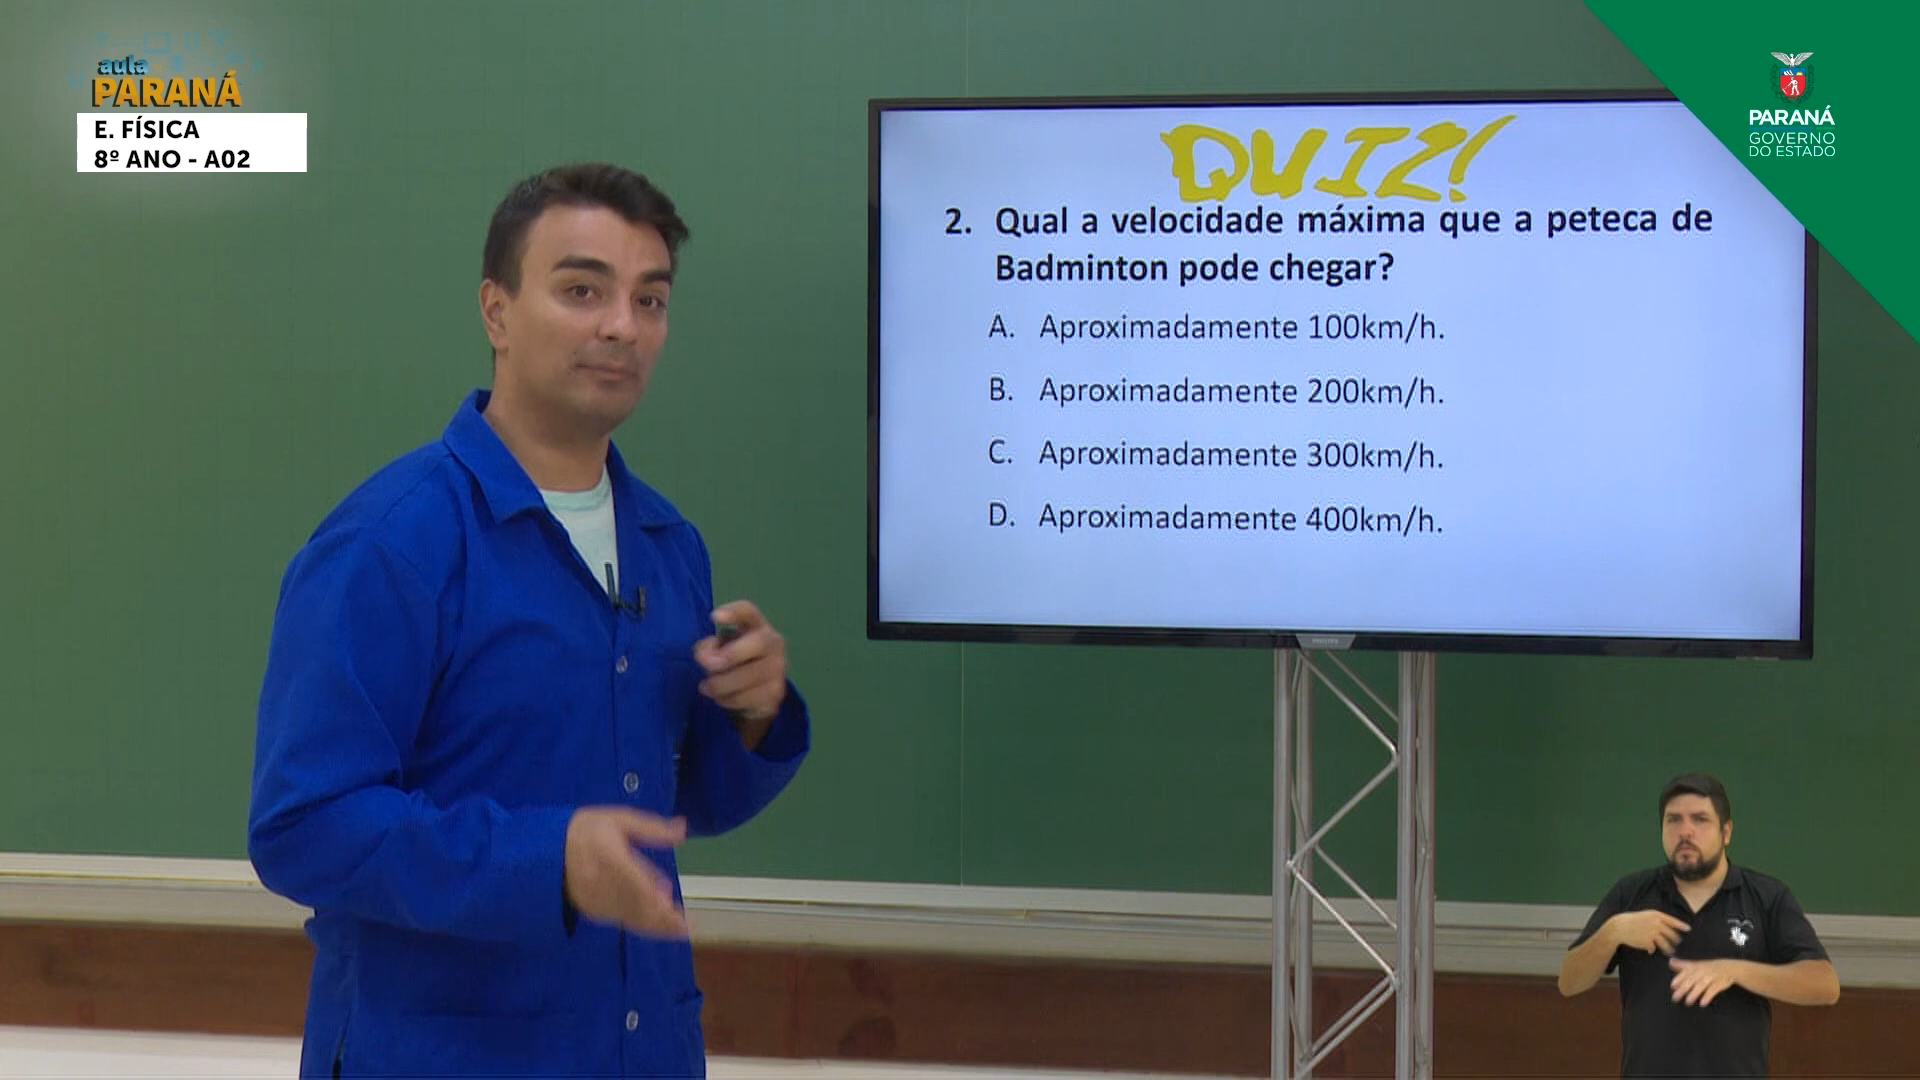 aula
PARANÁ
E. FÍSICA
8º ANO - A02
QUIZ!
2. Qual a velocidade máxima que a peteca de
Badminton pode chegar?
A. Aproximadamente 100km/h.
B. Aproximadamente 200km/h.
C. Aproximadamente 300km/h.
D. Aproximadamente 400km/h.
PARANÁ
GOVERNO
DO ESTADO